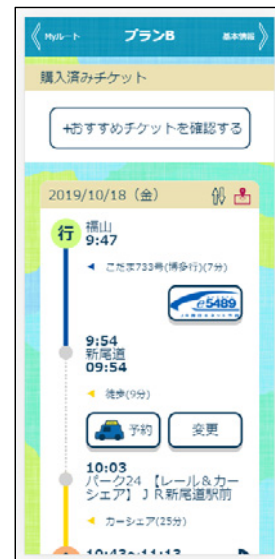 Myルート
プランB
基本情報
購入済みチケット
+おすすめチケットを確認する
2019/10/18（金）
行
福山
9:47
こだま733号(博多行)(7分)
e5489
9:54
新尾道
09:54
徒歩(9分)
予約
変更
10:03
パーク24 【レール&カー
シェア】ＪＲ新尾道駅前
カーシェア(25分)
10:43~11:13